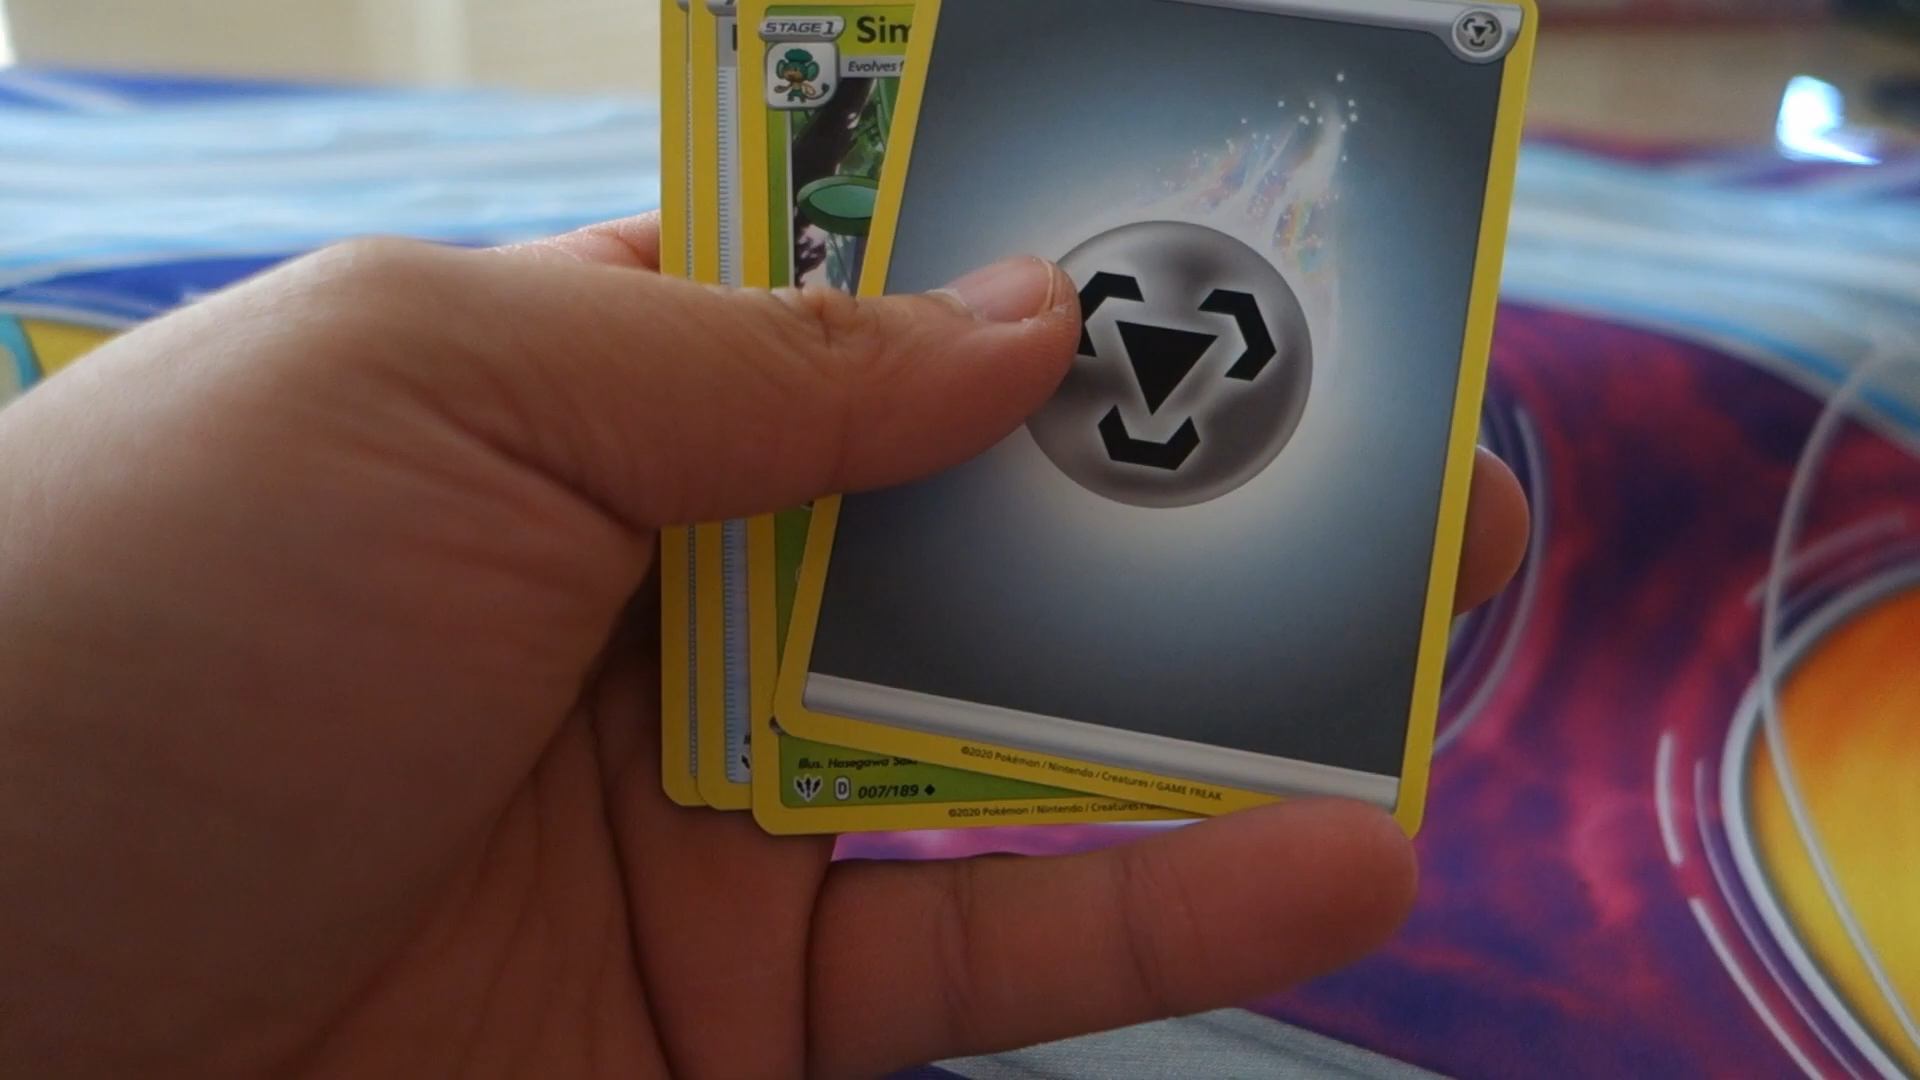 STAGE 1 Sim
Evolves f
©2020 Pokémon / Nintendo / Creatures / GAME FREAK
Illus. Hasegawa
D 007/189
©2020 Pokémon / Nintendo / Creatures